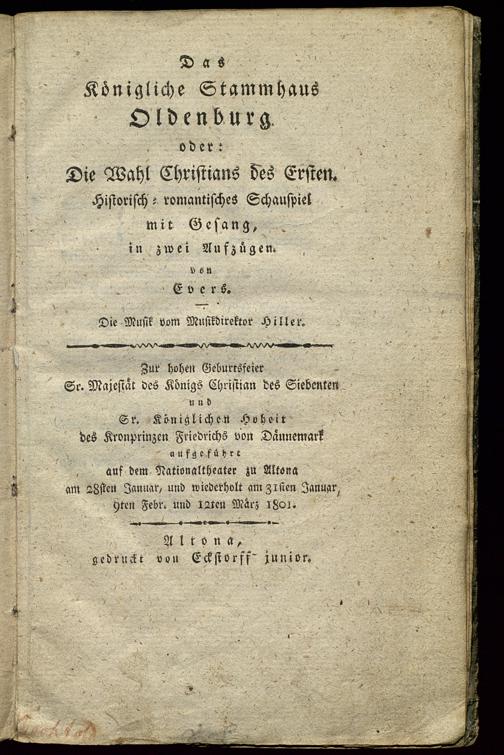 Das
Königliche Stammhaus
Oldenburg
oder:
Die Wahl Christians des Ersten.
Historisch-romantisches Schauspiel
mit Gesang,
in zwei Aufzügen.
von
Evers.
Die Musik vom Musikdirektor Hiller.
Zur hohen Geburtsfeier
Sr. Majestät des Königs Christian des Siebenten
und
Sr. Königlichen Hoheit
des Kronprinzen Friedrichs von Dännemark
aufgeführt
auf dem Nationaltheater zu Altona
am 28sten Januar, und wiederholt am 31sten Januar,
9ten Febr. und 12ten März 1801.
Altona,
gedruckt von Eckstorff junior.